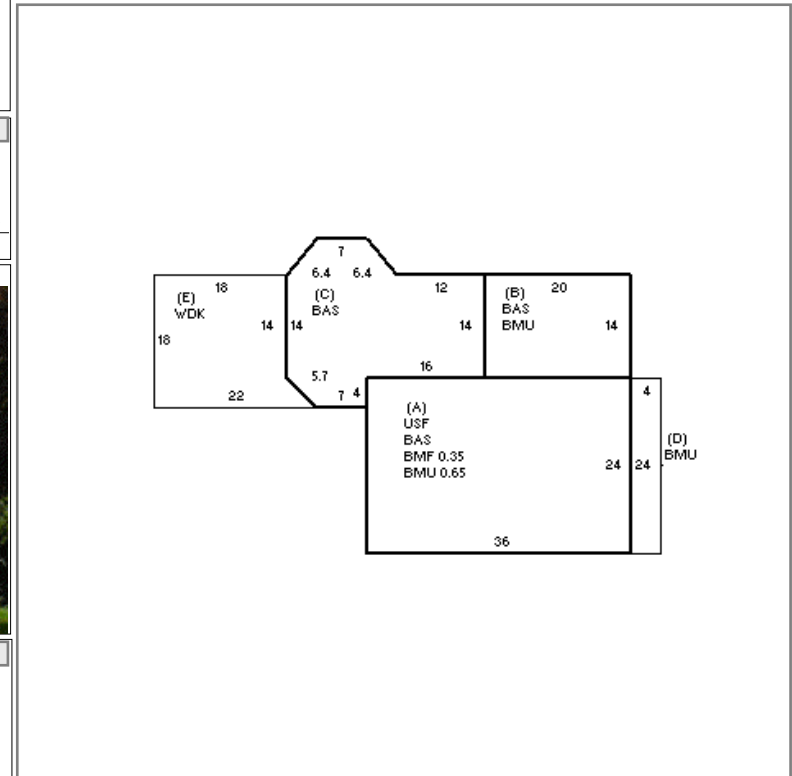 7
6.4 6.4
18
(E)
WDK
14
18
22
(C)
BAS
14
12
14
16
5.7
7 4
(B)
BAS
BMU
20
14
(A)
USF
BAS
BMF 0.35
BMU 0.65
24
36
4
24
(D)
BMU